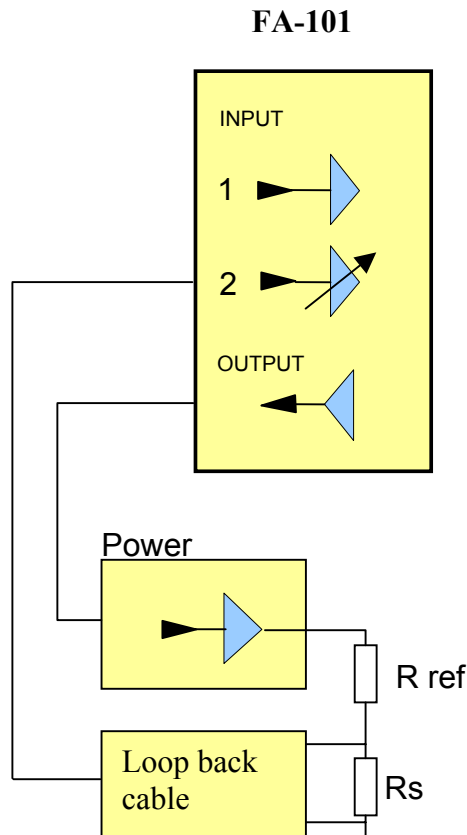 FA-101
INPUT
1
2
OUTPUT
Power
R ref
Loop back
cable
Rs